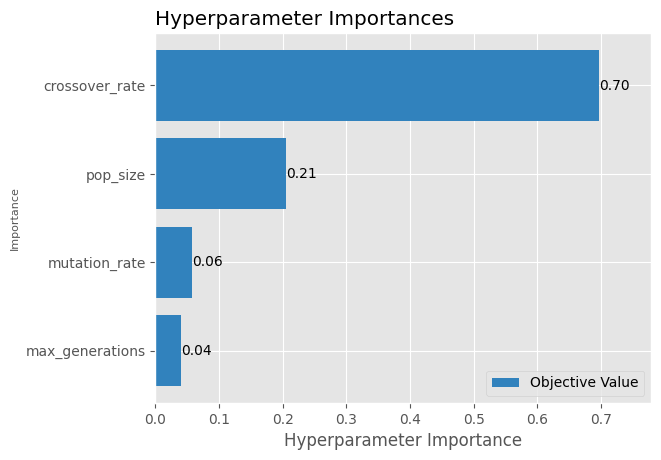 Hyperparameter Importances
crossover_rate
0.70
pop_size
0.21
Importance
mutation_rate
0.06
max_generations
0.04
Objective Value
0.0 0.1 0.2 0.3 0.4 0.5 0.6 0.7
Hyperparameter Importance